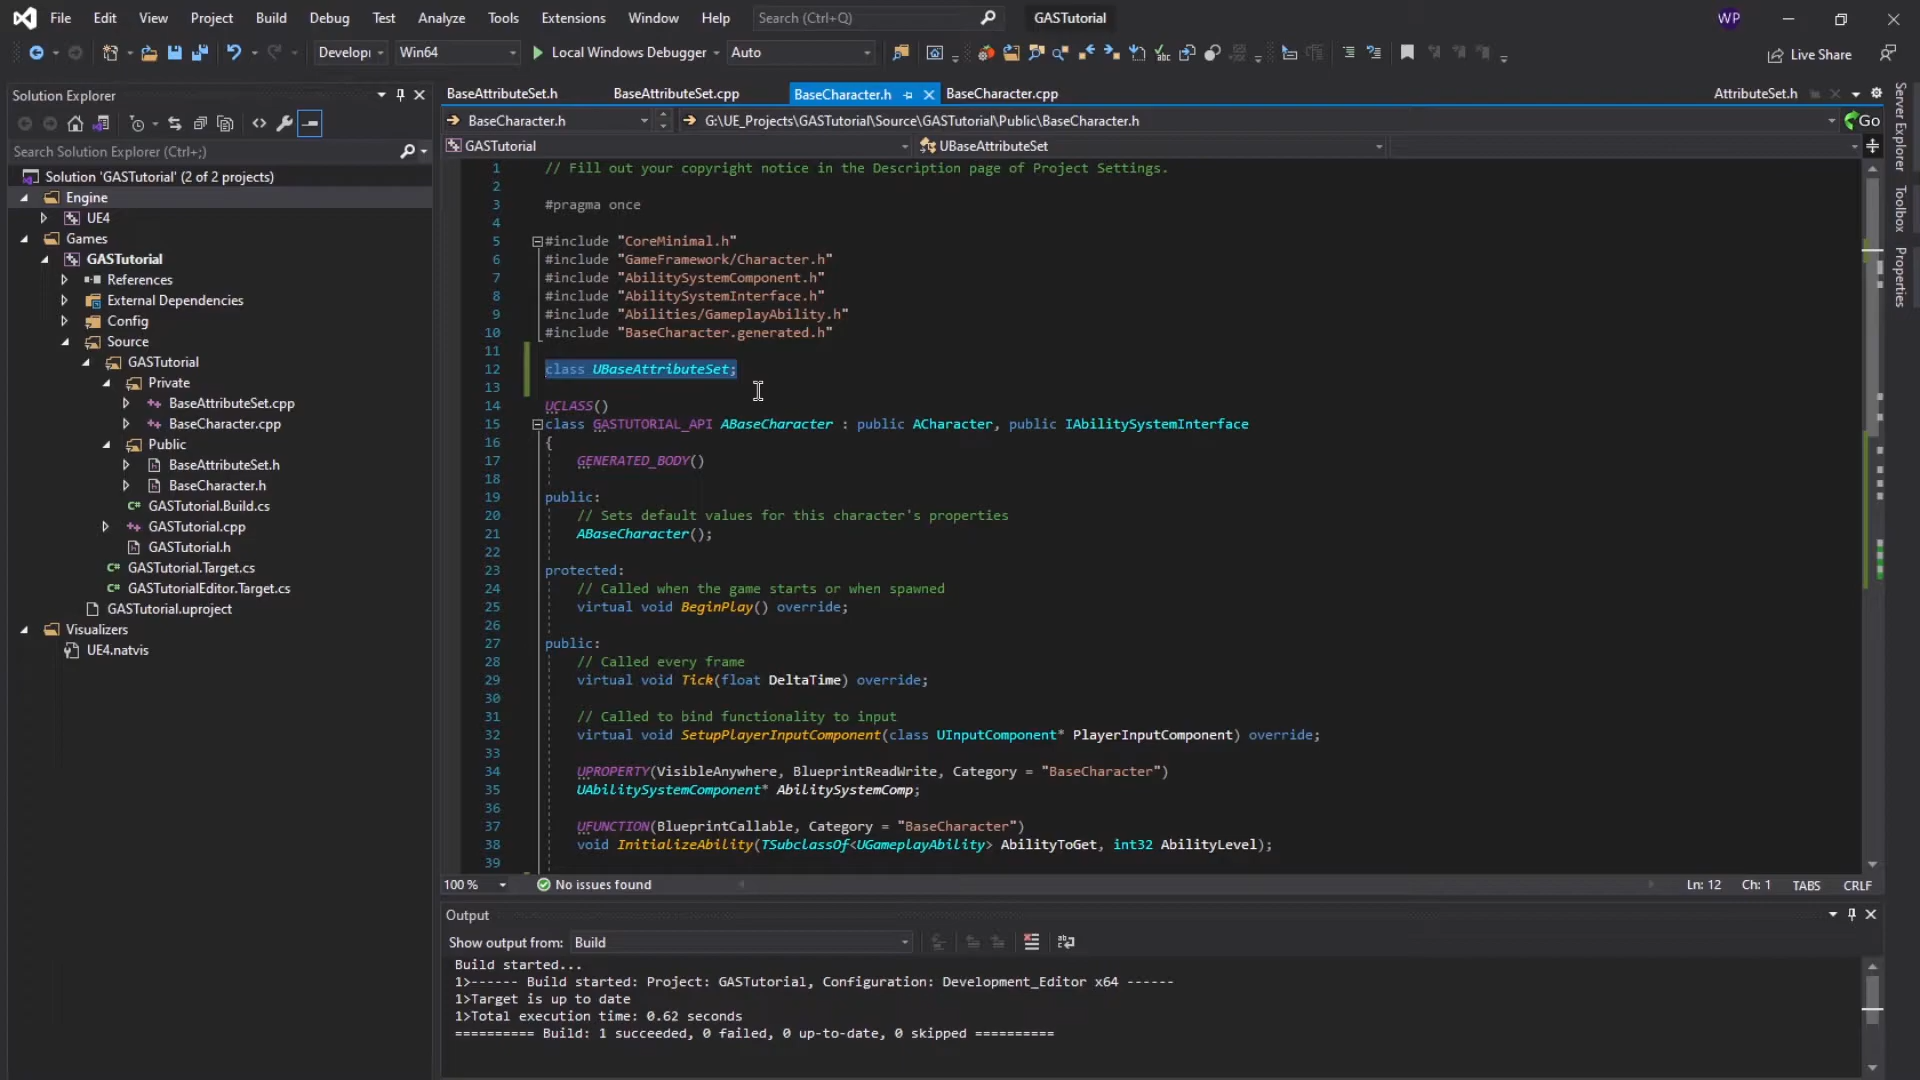 File Edit View Project Build Debug Test Analyze Tools Extensions Window Help Search (Ctrl+Q) GASTutorial WP
Develop Win64 Local Windows Debugger Auto Live Share
Solution Explorer
Search Solution Explorer (Ctrl+;)
Solution 'GASTutorial' (2 of 2 projects)
Engine
UE4
Games
GASTutorial
References
External Dependencies
Config
Source
GASTutorial
Private
BaseAttributeSet.cpp
BaseCharacter.cpp
Public
BaseAttributeSet.h
BaseCharacter.h
GASTutorial.Build.cs
GASTutorial.cpp
GASTutorial.h
GASTutorial.Target.cs
GASTutorialEditor.Target.cs
GASTutorial.uproject
Visualizers
UE4.natvis
BaseAttributeSet.h BaseAttributeSet.cpp BaseCharacter.h BaseCharacter.cpp AttributeSet.h
BaseCharacter.h G:\UE_Projects\GASTutorial\Source\GASTutorial\Public\BaseCharacter.h Go
GASTutorial UBaseAttributeSet
1 // Fill out your copyright notice in the Description page of Project Settings.
2
3 #pragma once
4
5 #include "CoreMinimal.h"
6 #include "GameFramework/Character.h"
7 #include "AbilitySystemComponent.h"
8 #include "AbilitySystemInterface.h"
9 #include "Abilities/GameplayAbility.h"
10 #include "BaseCharacter.generated.h"
11
12 class UBaseAttributeSet;
13
14 UCLASS()
15 class GASTUTORIAL_API ABaseCharacter : public ACharacter, public IAbilitySystemInterface
16 {
17 GENERATED_BODY()
18
19 public:
20 // Sets default values for this character's properties
21 ABaseCharacter();
22
23 protected:
24 // Called when the game starts or when spawned
25 virtual void BeginPlay() override;
26
27 public:
28 // Called every frame
29 virtual void Tick(float DeltaTime) override;
30
31 // Called to bind functionality to input
32 virtual void SetupPlayerInputComponent(class UInputComponent* PlayerInputComponent) override;
33
34 UPROPERTY(VisibleAnywhere, BlueprintReadWrite, Category = "BaseCharacter")
35 UAbilitySystemComponent* AbilitySystemComp;
36
37 UFUNCTION(BlueprintCallable, Category = "BaseCharacter")
38 void InitializeAbility(TSubclassOf<UGameplayAbility> AbilityToGet, int32 AbilityLevel);
39
100 % No issues found Ln: 12 Ch: 1 TABS CRLF
Output
Show output from: Build
Build started...
1>------ Build started: Project: GASTutorial, Configuration: Development_Editor x64 ------
1>Target is up to date
1>Total execution time: 0.62 seconds
========== Build: 1 succeeded, 0 failed, 0 up-to-date, 0 skipped ==========
Server Explorer
Toolbox
Properties